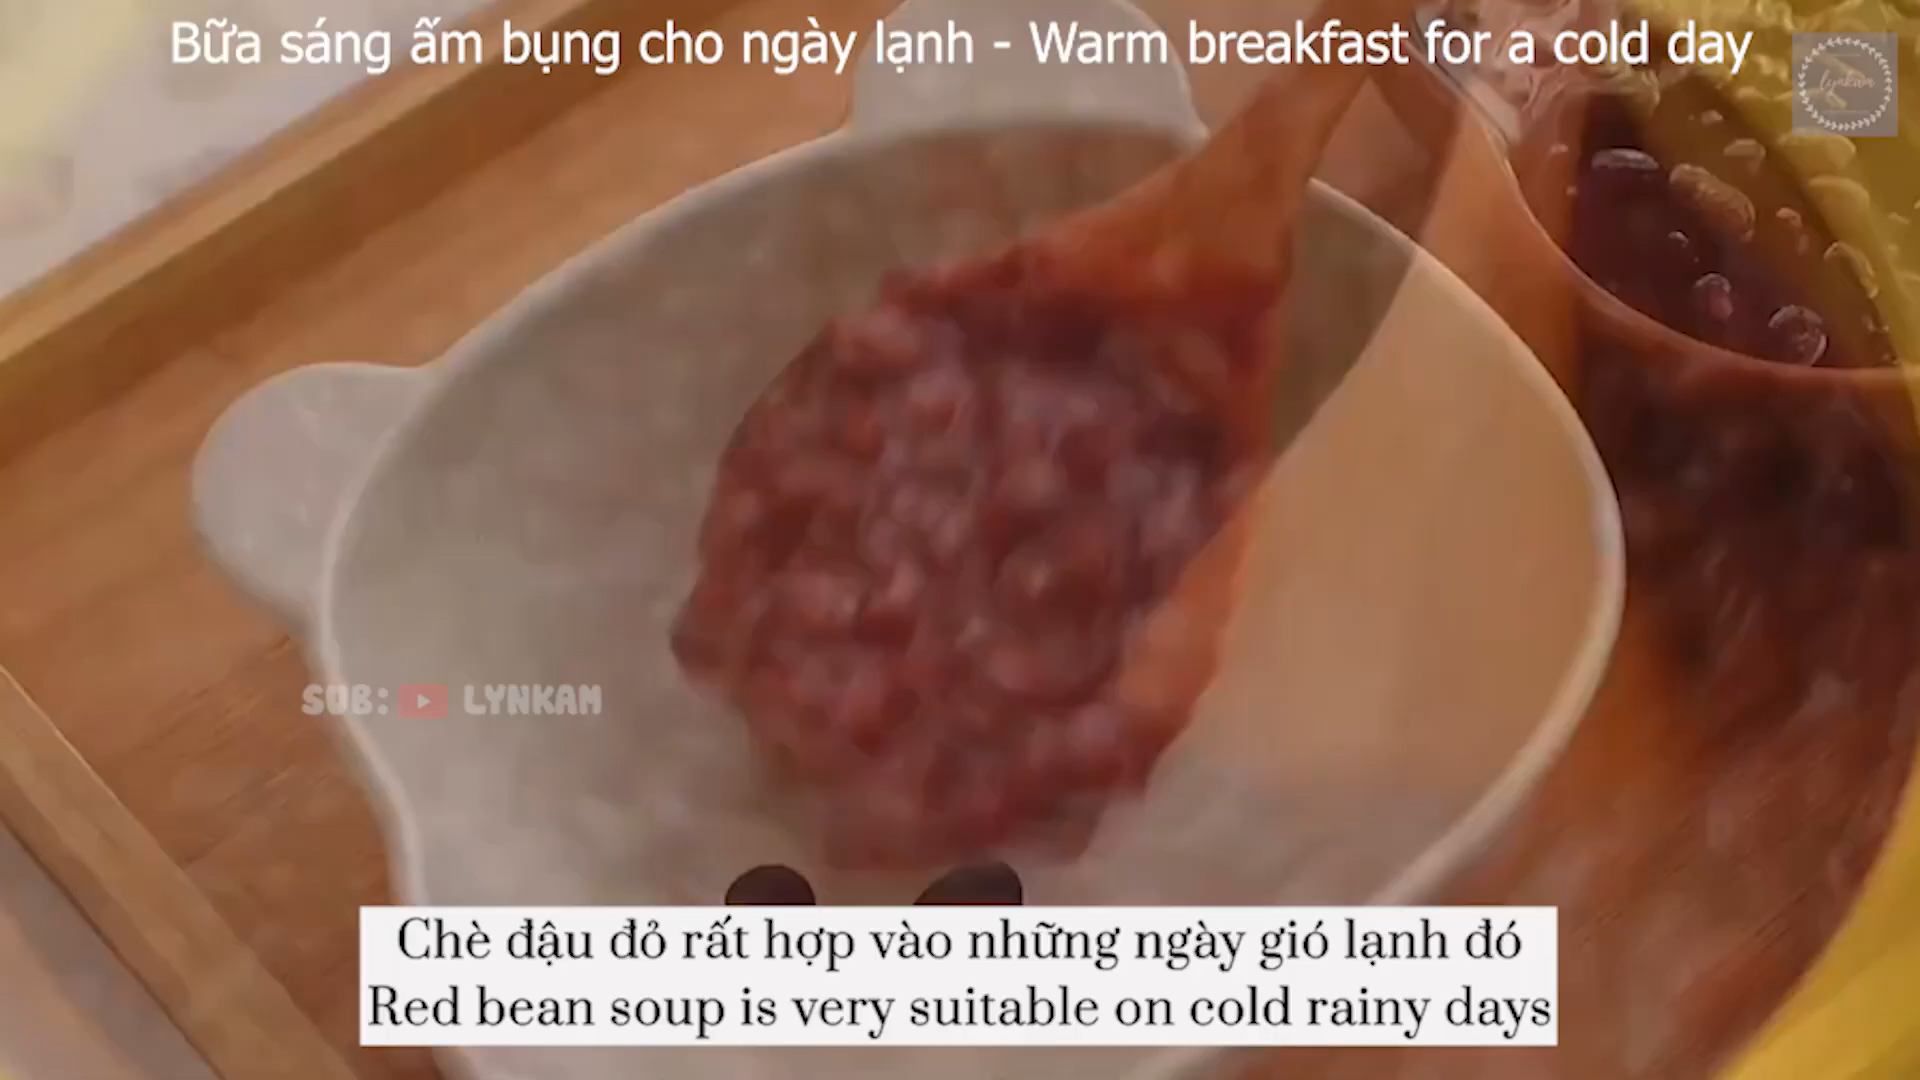 Bữa sáng ấm bụng cho ngày lạnh - Warm breakfast for a cold day
lynkam
SUB: LYNKAM
Chè đậu đỏ rất hợp vào những ngày gió lạnh đó
Red bean soup is very suitable on cold rainy days